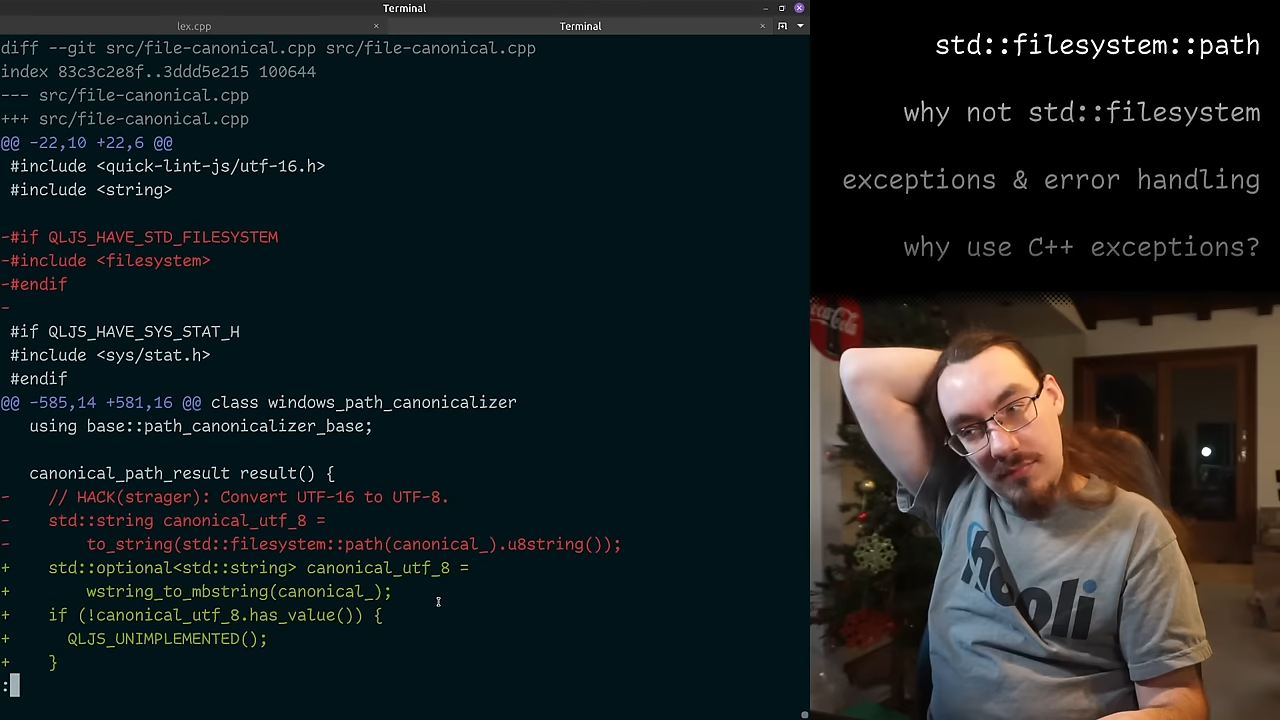 Terminal
lex.cpp
Terminal
diff --git src/file-canonical.cpp src/file-canonical.cpp
index 83c3c2e8f..3ddd5e215 100644
--- src/file-canonical.cpp
+++ src/file-canonical.cpp
@@ -22,10 +22,6 @@
 #include <quick-lint-js/utf-16.h>
 #include <string>
-#if QLJS_HAVE_STD_FILESYSTEM
-#include <filesystem>
-#endif
-
 #if QLJS_HAVE_SYS_STAT_H
 #include <sys/stat.h>
 #endif
@@ -585,14 +581,16 @@ class windows_path_canonicalizer
   using base::path_canonicalizer_base;
   canonical_path_result result() {
-    // HACK(strager): Convert UTF-16 to UTF-8.
-    std::string canonical_utf_8 =
-        to_string(std::filesystem::path(canonical_).u8string());
+    std::optional<std::string> canonical_utf_8 =
+        wstring_to_mbstring(canonical_);
+    if (!canonical_utf_8.has_value()) {
+      QLJS_UNIMPLEMENTED();
+    }
:
std::filesystem::path
why not std::filesystem
exceptions & error handling
why use C++ exceptions?
Coca-Cola
hooli